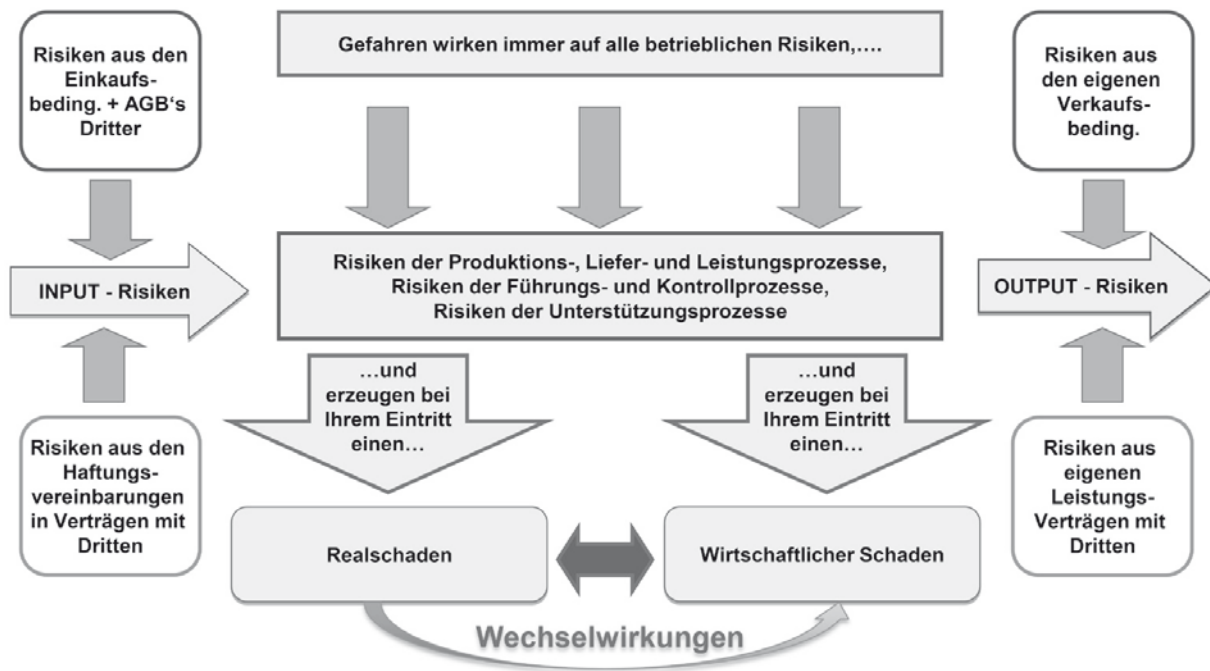 Risiken aus den
Einkaufs-
beding. + AGB‘s
Dritter
Gefahren wirken immer auf alle betrieblichen Risiken,….
Risiken aus
den eigenen
Verkaufs-
beding.
INPUT - Risiken
Risiken der Produktions-, Liefer- und Leistungsprozesse,
Risiken der Führungs- und Kontrollprozesse,
Risiken der Unterstützungsprozesse
OUTPUT - Risiken
…und
erzeugen bei
Ihrem Eintritt
einen…
…und
erzeugen bei
Ihrem Eintritt
einen…
Risiken aus den
Haftungs-
vereinbarungen
in Verträgen mit
Dritten
Risiken aus
eigenen
Leistungs-
Verträgen mit
Dritten
Realschaden
Wirtschaftlicher Schaden
Wechselwirkungen